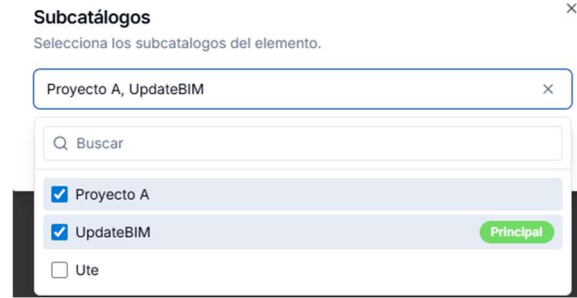 Subcatálogos
Selecciona los subcatalogos del elemento.
Proyecto A, UpdateBIM
Buscar
Proyecto A
UpdateBIM Principal
Ute